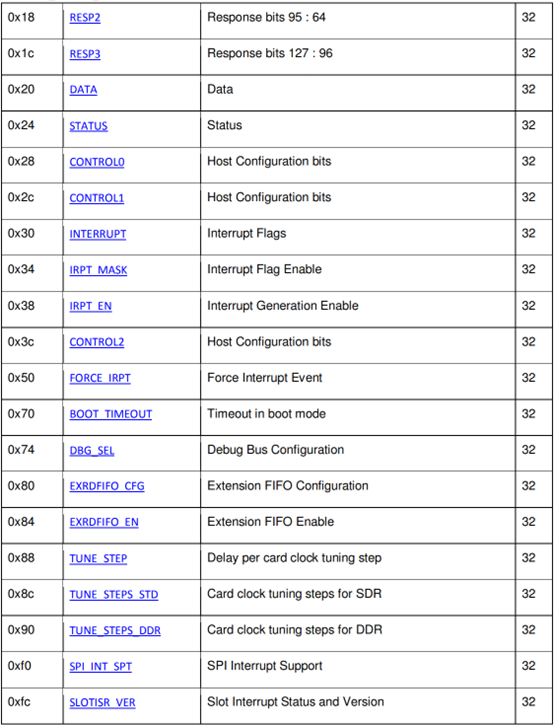 0x18 RESP2 Response bits 95 : 64 32
0x1c RESP3 Response bits 127 : 96 32
0x20 DATA Data 32
0x24 STATUS Status 32
0x28 CONTROL0 Host Configuration bits 32
0x2c CONTROL1 Host Configuration bits 32
0x30 INTERRUPT Interrupt Flags 32
0x34 IRPT_MASK Interrupt Flag Enable 32
0x38 IRPT_EN Interrupt Generation Enable 32
0x3c CONTROL2 Host Configuration bits 32
0x50 FORCE_IRPT Force Interrupt Event 32
0x70 BOOT_TIMEOUT Timeout in boot mode 32
0x74 DBG_SEL Debug Bus Configuration 32
0x80 EXRDFIFO_CFG Extension FIFO Configuration 32
0x84 EXRDFIFO_EN Extension FIFO Enable 32
0x88 TUNE_STEP Delay per card clock tuning step 32
0x8c TUNE_STEPS_STD Card clock tuning steps for SDR 32
0x90 TUNE_STEPS_DDR Card clock tuning steps for DDR 32
0xf0 SPI_INT_SPT SPI Interrupt Support 32
0xfc SLOTISR_VER Slot Interrupt Status and Version 32